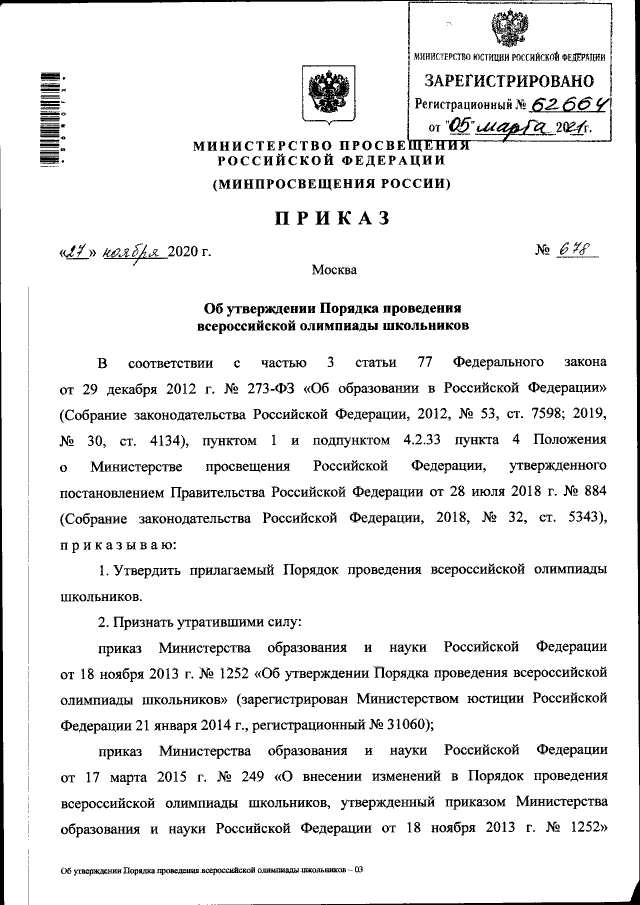 МИНИСТЕРСТВО ЮСТИЦИИ РОССИЙСКОЙ ФЕДЕРАЦИИ
ЗАРЕГИСТРИРОВАНО
Регистрационный № 62664
от "05" марта 2021г.
МИНИСТЕРСТВО ПРОСВЕЩЕНИЯ
РОССИЙСКОЙ ФЕДЕРАЦИИ
(МИНПРОСВЕЩЕНИЯ РОССИИ)
ПРИКАЗ
«27» ноября 2020 г. № 678
Москва
Об утверждении Порядка проведения
всероссийской олимпиады школьников
В соответствии с частью 3 статьи 77 Федерального закона
от 29 декабря 2012 г. № 273-ФЗ «Об образовании в Российской Федерации»
(Собрание законодательства Российской Федерации, 2012, № 53, ст. 7598; 2019,
№ 30, ст. 4134), пунктом 1 и подпунктом 4.2.33 пункта 4 Положения
о Министерстве просвещения Российской Федерации, утвержденного
постановлением Правительства Российской Федерации от 28 июля 2018 г. № 884
(Собрание законодательства Российской Федерации, 2018, № 32, ст. 5343),
п р и к а з ы в а ю:
1. Утвердить прилагаемый Порядок проведения всероссийской олимпиады
школьников.
2. Признать утратившими силу:
приказ Министерства образования и науки Российской Федерации
от 18 ноября 2013 г. № 1252 «Об утверждении Порядка проведения всероссийской
олимпиады школьников» (зарегистрирован Министерством юстиции Российской
Федерации 21 января 2014 г., регистрационный № 31060);
приказ Министерства образования и науки Российской Федерации
от 17 марта 2015 г. № 249 «О внесении изменений в Порядок проведения
всероссийской олимпиады школьников, утвержденный приказом Министерства
образования и науки Российской Федерации от 18 ноября 2013 г. № 1252»
Об утверждении Порядка проведения всероссийской олимпиады школьников – 03